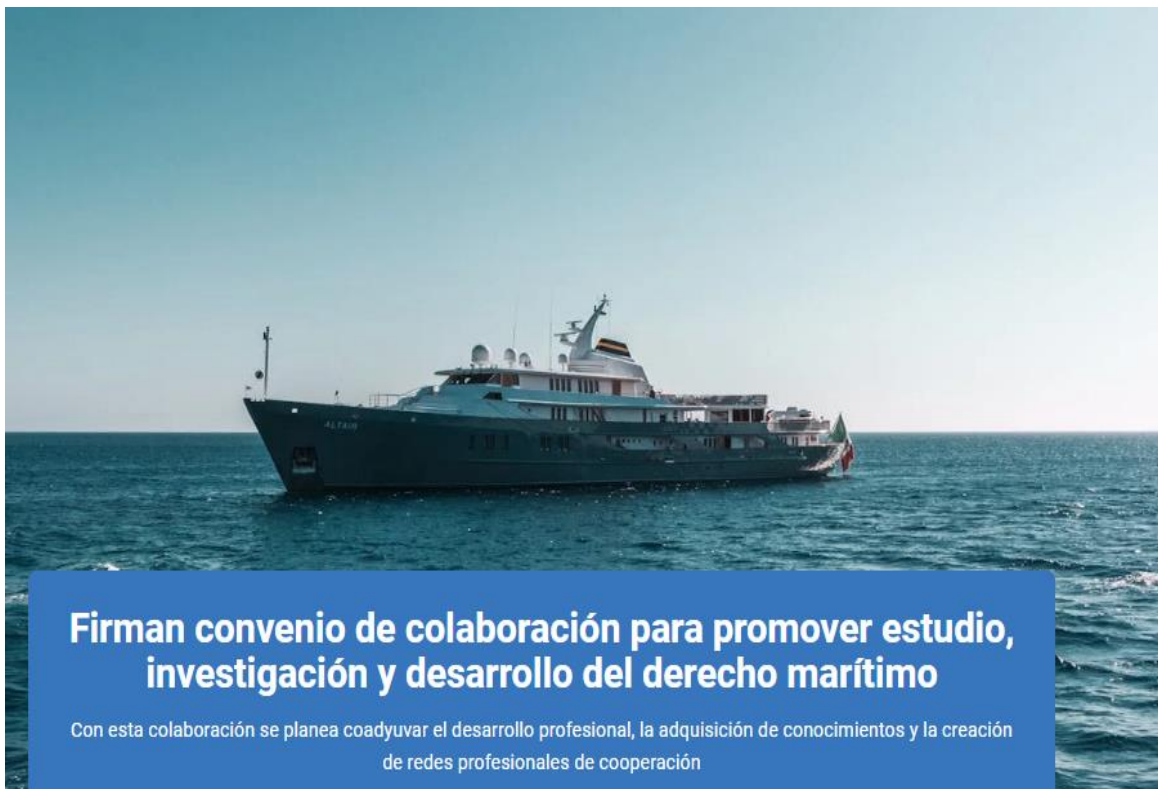 ALTAIR
Firman convenio de colaboración para promover estudio,
investigación y desarrollo del derecho marítimo
Con esta colaboración se planea coadyuvar el desarrollo profesional, la adquisición de conocimientos y la creación
de redes profesionales de cooperación